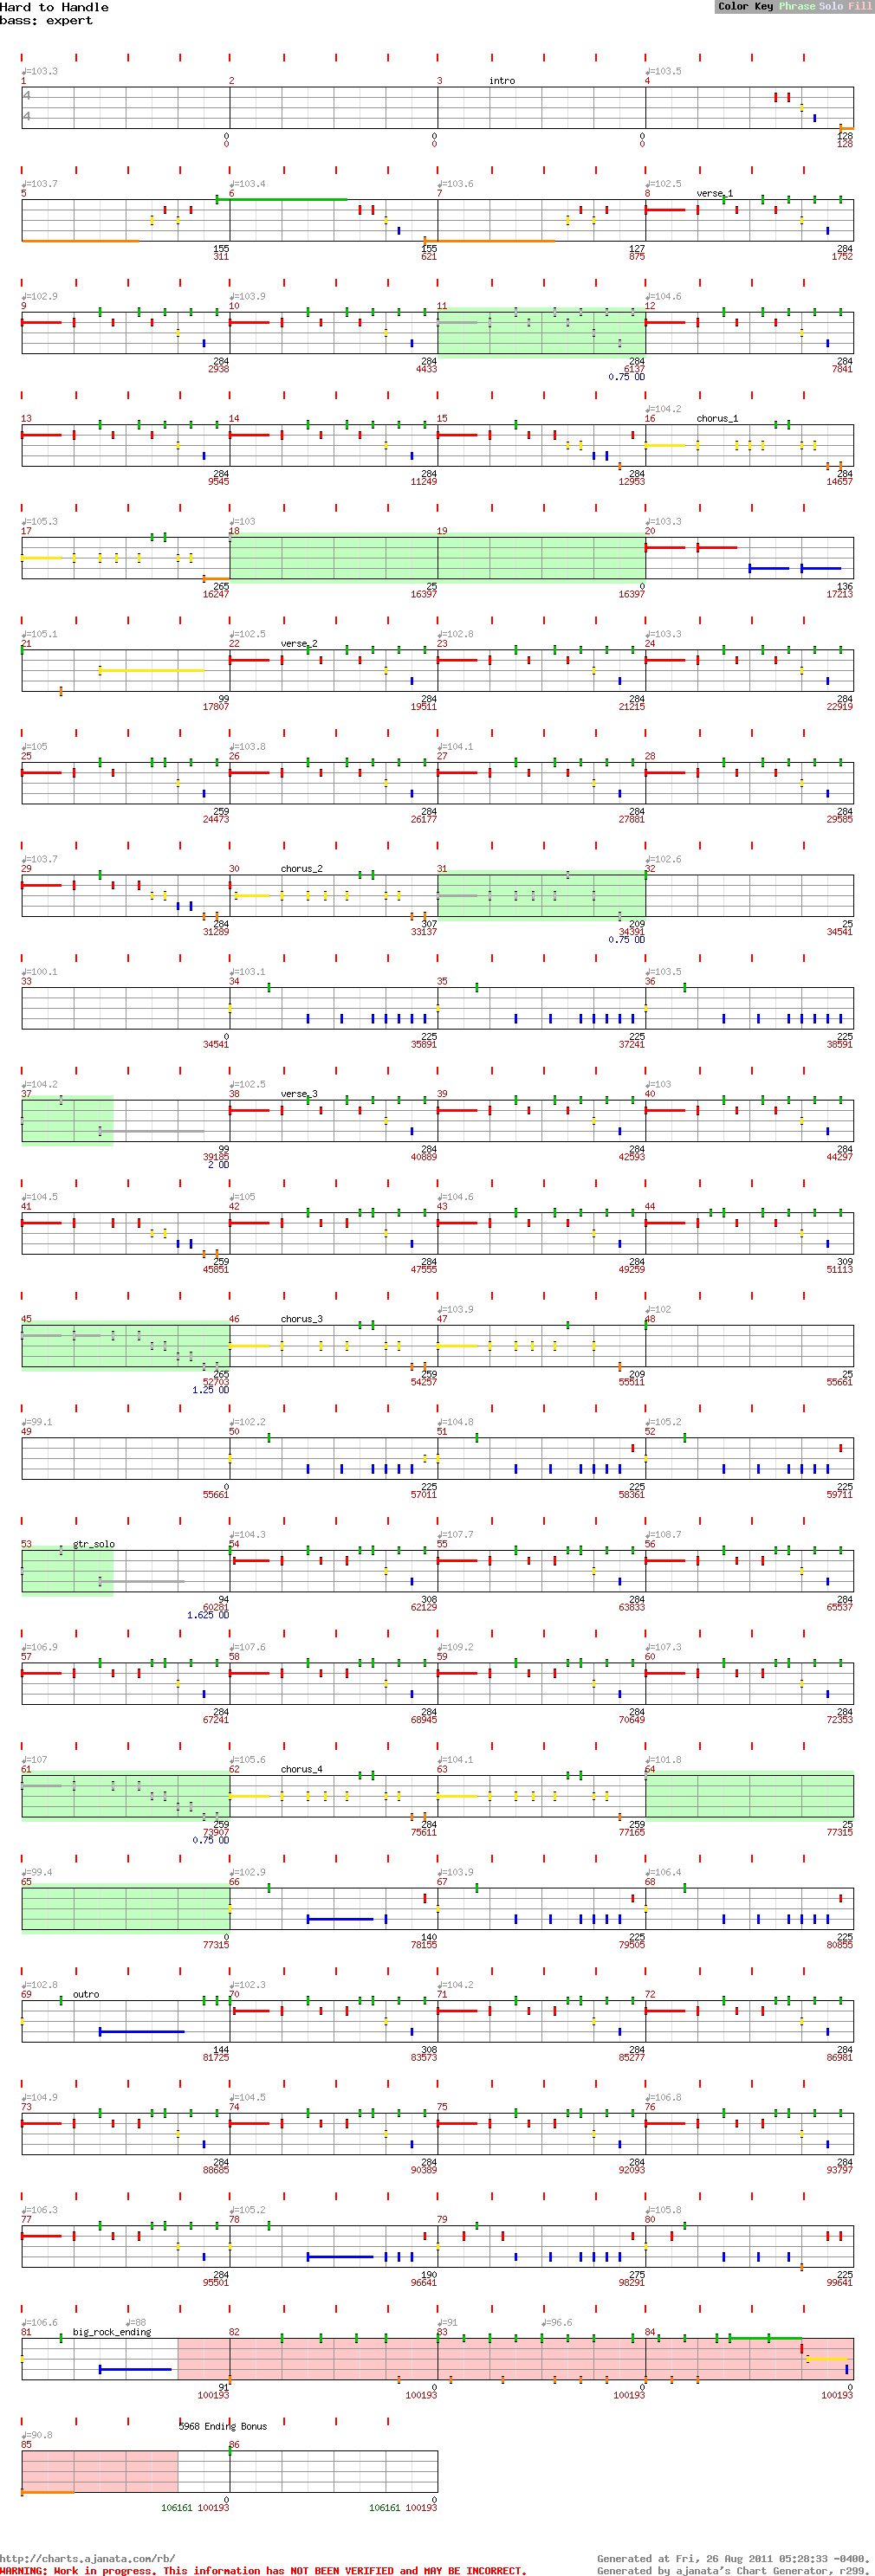 Hard to Handle
bass: expert
Color Key Phrase Solo Fill
♩=103.3 ♩=103.5
1 2 3 intro 4
4
4
0 0 0 128
0 0 0 128
♩=103.7 ♩=103.4 ♩=103.6 ♩=102.5
5 6 7 8 verse_1
155 155 127 284
311 621 875 1752
♩=102.9 ♩=103.9 ♩=104.6
9 10 11 12
284 284 284 284
2938 4433 6137 7841
0.75 OD
♩=104.2
13 14 15 16 chorus_1
284 284 284 284
9545 11249 12953 14657
♩=105.3 ♩=103 ♩=103.3
17 18 19 20
265 25 0 136
16247 16397 16397 17213
♩=105.1 ♩=102.5 ♩=102.8 ♩=103.3
21 22 verse_2 23 24
99 284 284 284
17807 19511 21215 22919
♩=105 ♩=103.8 ♩=104.1
25 26 27 28
259 284 284 284
24473 26177 27881 29585
♩=103.7 ♩=102.6
29 30 chorus_2 31 32
284 307 209 25
31289 33137 34391 34541
0.75 OD
♩=100.1 ♩=103.1 ♩=103.5
33 34 35 36
0 225 225 225
34541 35891 37241 38591
♩=104.2 ♩=102.5 ♩=103
37 38 verse_3 39 40
99 284 284 284
39185 40889 42593 44297
2 OD
♩=104.5 ♩=105 ♩=104.6
41 42 43 44
259 284 284 309
45851 47555 49259 51113
♩=103.9 ♩=102
45 46 chorus_3 47 48
265 259 209 25
52703 54257 55511 55661
1.25 OD
♩=99.1 ♩=102.2 ♩=104.8 ♩=105.2
49 50 51 52
0 225 225 225
55661 57011 58361 59711
♩=104.3 ♩=107.7 ♩=108.7
53 gtr_solo 54 55 56
94 308 284 284
60281 62129 63833 65537
1.625 OD
♩=106.9 ♩=107.6 ♩=109.2 ♩=107.3
57 58 59 60
284 284 284 284
67241 68945 70649 72353
♩=107 ♩=105.6 ♩=104.1 ♩=101.8
61 62 chorus_4 63 64
259 284 259 25
73907 75611 77165 77315
0.75 OD
♩=99.4 ♩=102.9 ♩=103.9 ♩=106.4
65 66 67 68
0 140 225 225
77315 78155 79505 80855
♩=102.8 ♩=102.3 ♩=104.2
69 outro 70 71 72
144 308 284 284
81725 83573 85277 86981
♩=104.9 ♩=104.5 ♩=106.8
73 74 75 76
284 284 284 284
88685 90389 92093 93797
♩=106.3 ♩=105.2 ♩=105.8
77 78 79 80
284 190 275 225
95501 96641 98291 99641
♩=106.6 ♩=88 ♩=91 ♩=96.6
81 big_rock_ending 82 83 84
91 0 0 0
100193 100193 100193 100193
5968 Ending Bonus
♩=90.8
85 86
0 0
106161 100193 106161 100193
http://charts.ajanata.com/rb/ Generated at Fri, 26 Aug 2011 05:28:33 -0400.
WARNING: Work in progress. This information has NOT BEEN VERIFIED and MAY BE INCORRECT. Generated by ajanata's Chart Generator, r299.